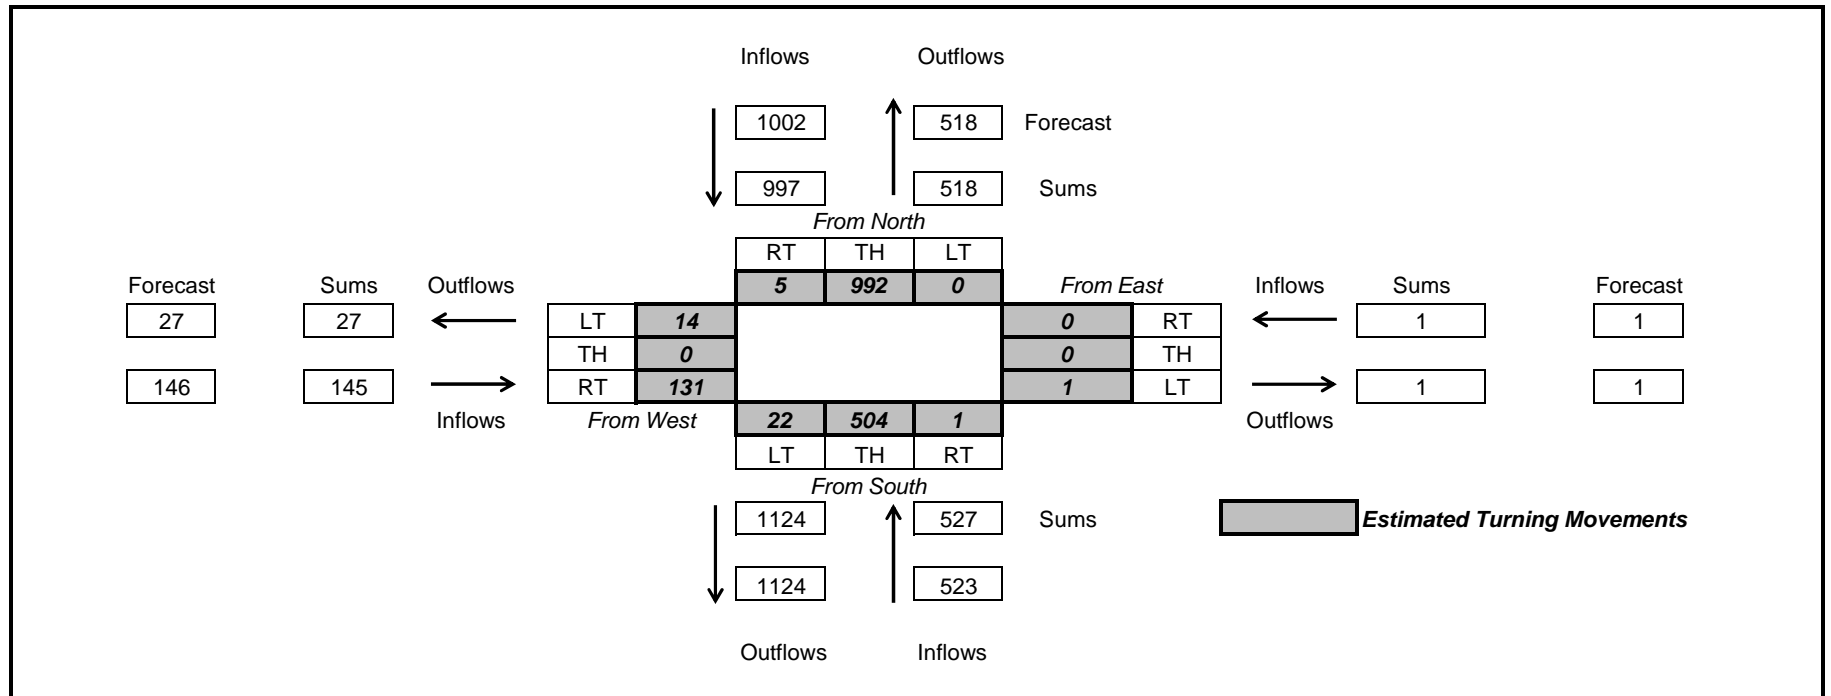 Inflows Outflows
1002 518 Forecast
997 518 Sums
From North
RT TH LT
Forecast Sums Outflows 5 992 0 From East Inflows Sums Forecast
27 27 LT 14 0 RT 1 1
TH 0 0 TH
146 145 RT 131 1 LT 1 1
Inflows From West 22 504 1 Outflows
LT TH RT
From South
1124 527 Sums Estimated Turning Movements
1124 523
Outflows Inflows